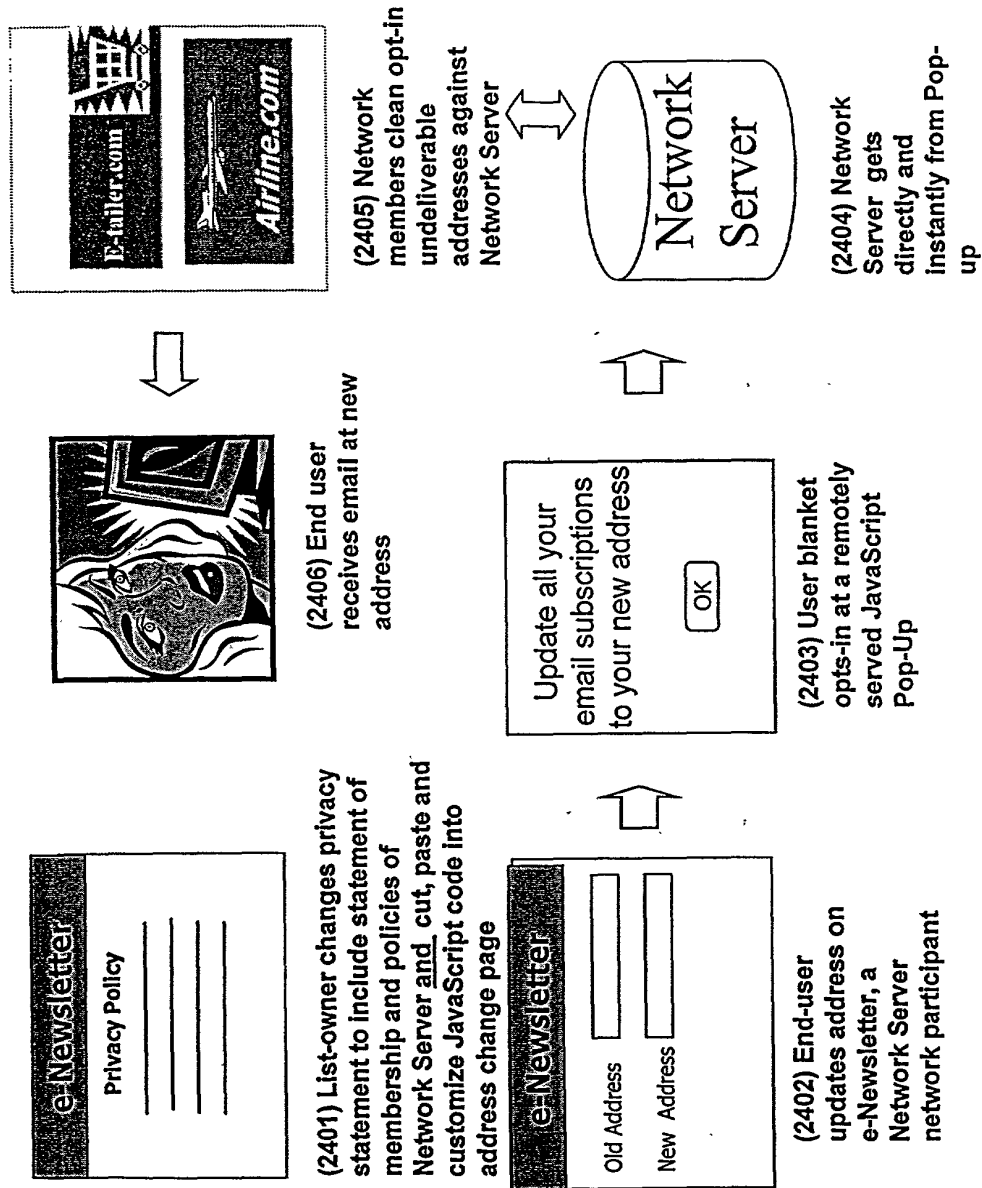 e-Newsletter
Privacy Policy
(2401) List-owner changes privacy
statement to include statement of
membership and policies of
Network Server and cut, paste and
customize JavaScript code into
address change page
e-Newsletter
Old Address
New Address
(2402) End-user
updates address on
e-Newsletter, a
Network Server
network participant
Update all your
email subscriptions
to your new address
OK
(2403) User blanket
opts-in at a remotely
served JavaScript
Pop-Up
Network
Server
(2404) Network
Server gets
directly and
instantly from Pop-
up
E-tailer.com
Airline.com
(2405) Network
members clean opt-in
undeliverable
addresses against
Network Server
(2406) End user
receives email at new
address